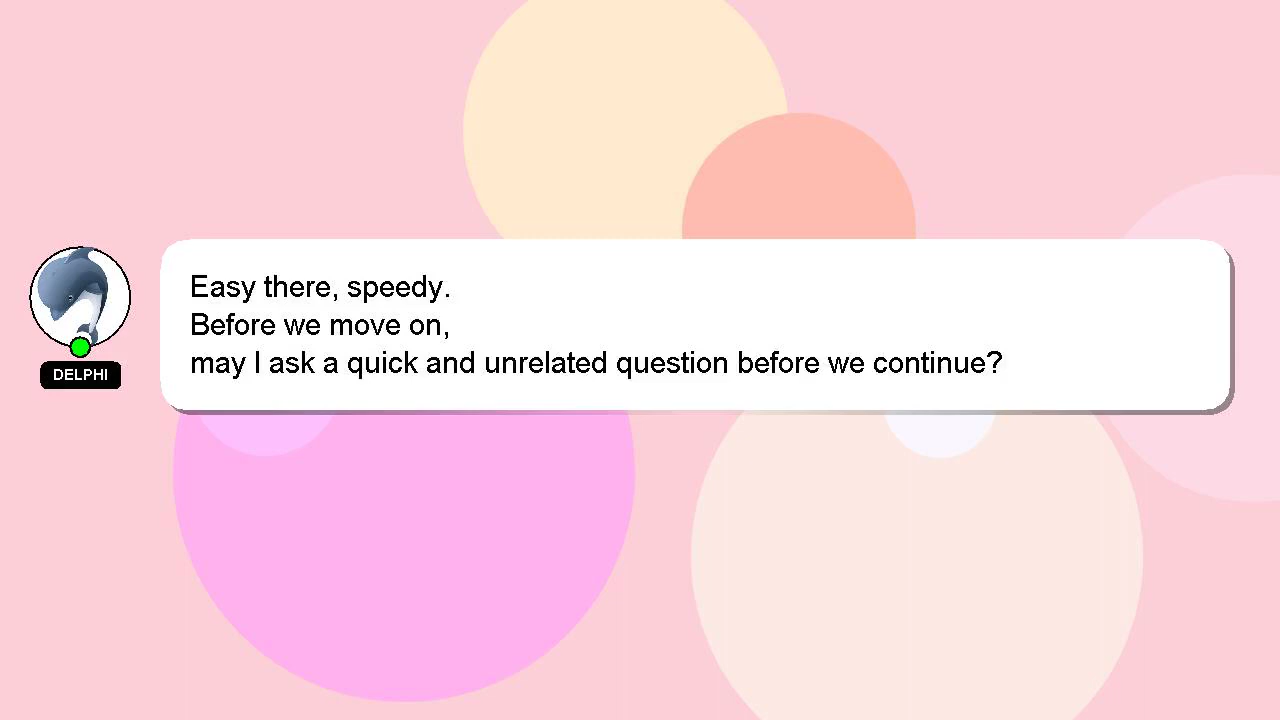 Easy there, speedy.
Before we move on,
may I ask a quick and unrelated question before we continue?
DELPHI